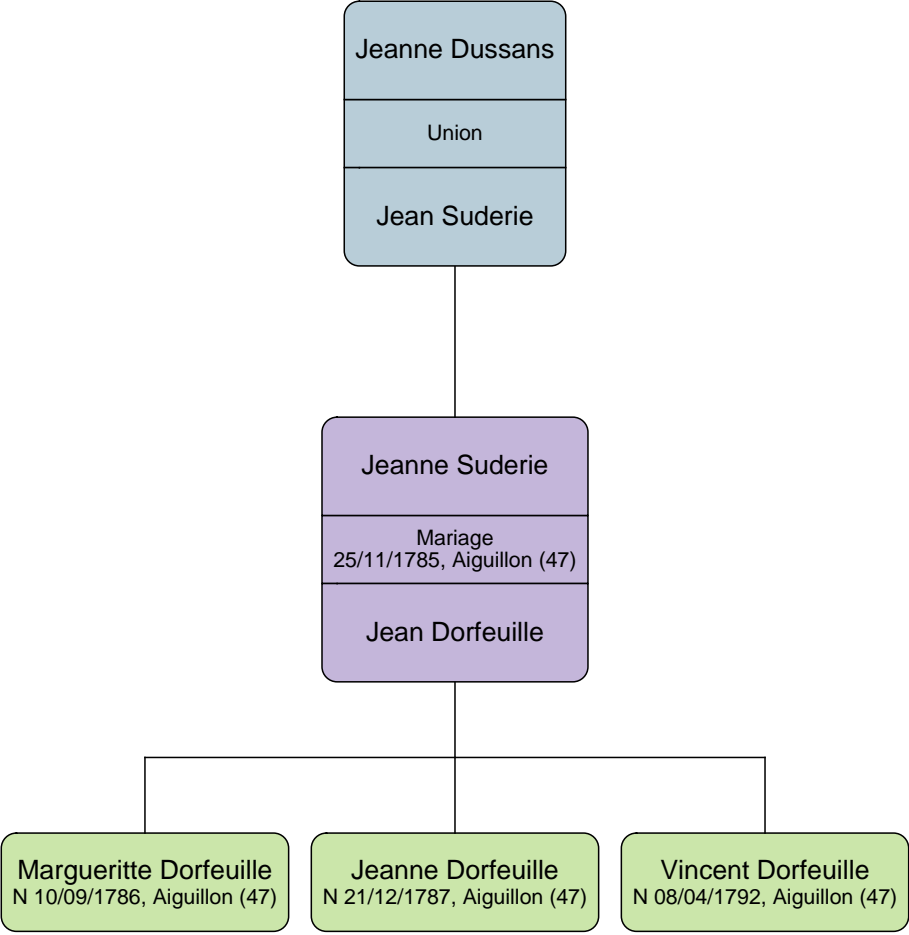 Jeanne Dussans
Union
Jean Suderie
Jeanne Suderie
Mariage
25/11/1785, Aiguillon (47)
Jean Dorfeuille
Margueritte Dorfeuille
N 10/09/1786, Aiguillon (47)
Jeanne Dorfeuille
N 21/12/1787, Aiguillon (47)
Vincent Dorfeuille
N 08/04/1792, Aiguillon (47)